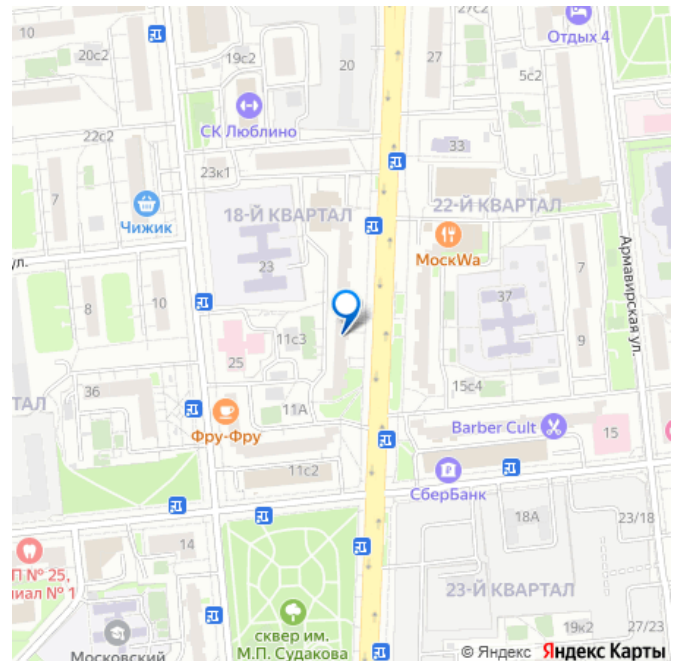 10
20с2
19с2
20
27
Отдых 4
5с2
СК Люблино
22с2
33
23к1
7
Чижик
18-Й КВАРТАЛ
22-Й КВАРТАЛ
МоскWа
Армавирская ул.
ул.
23
37
7
8
10
11с3
9
25
36
ТАЛ
11А
15с4
Фру-Фру
Barber Cult
15
11с2
СберБанк
18А
23/18
14
П № 25,
иал № 1
23-Й КВАРТАЛ
сквер им.
М.П. Судакова
19к2
27/23
Московский
© Яндекс Яндекс Карты